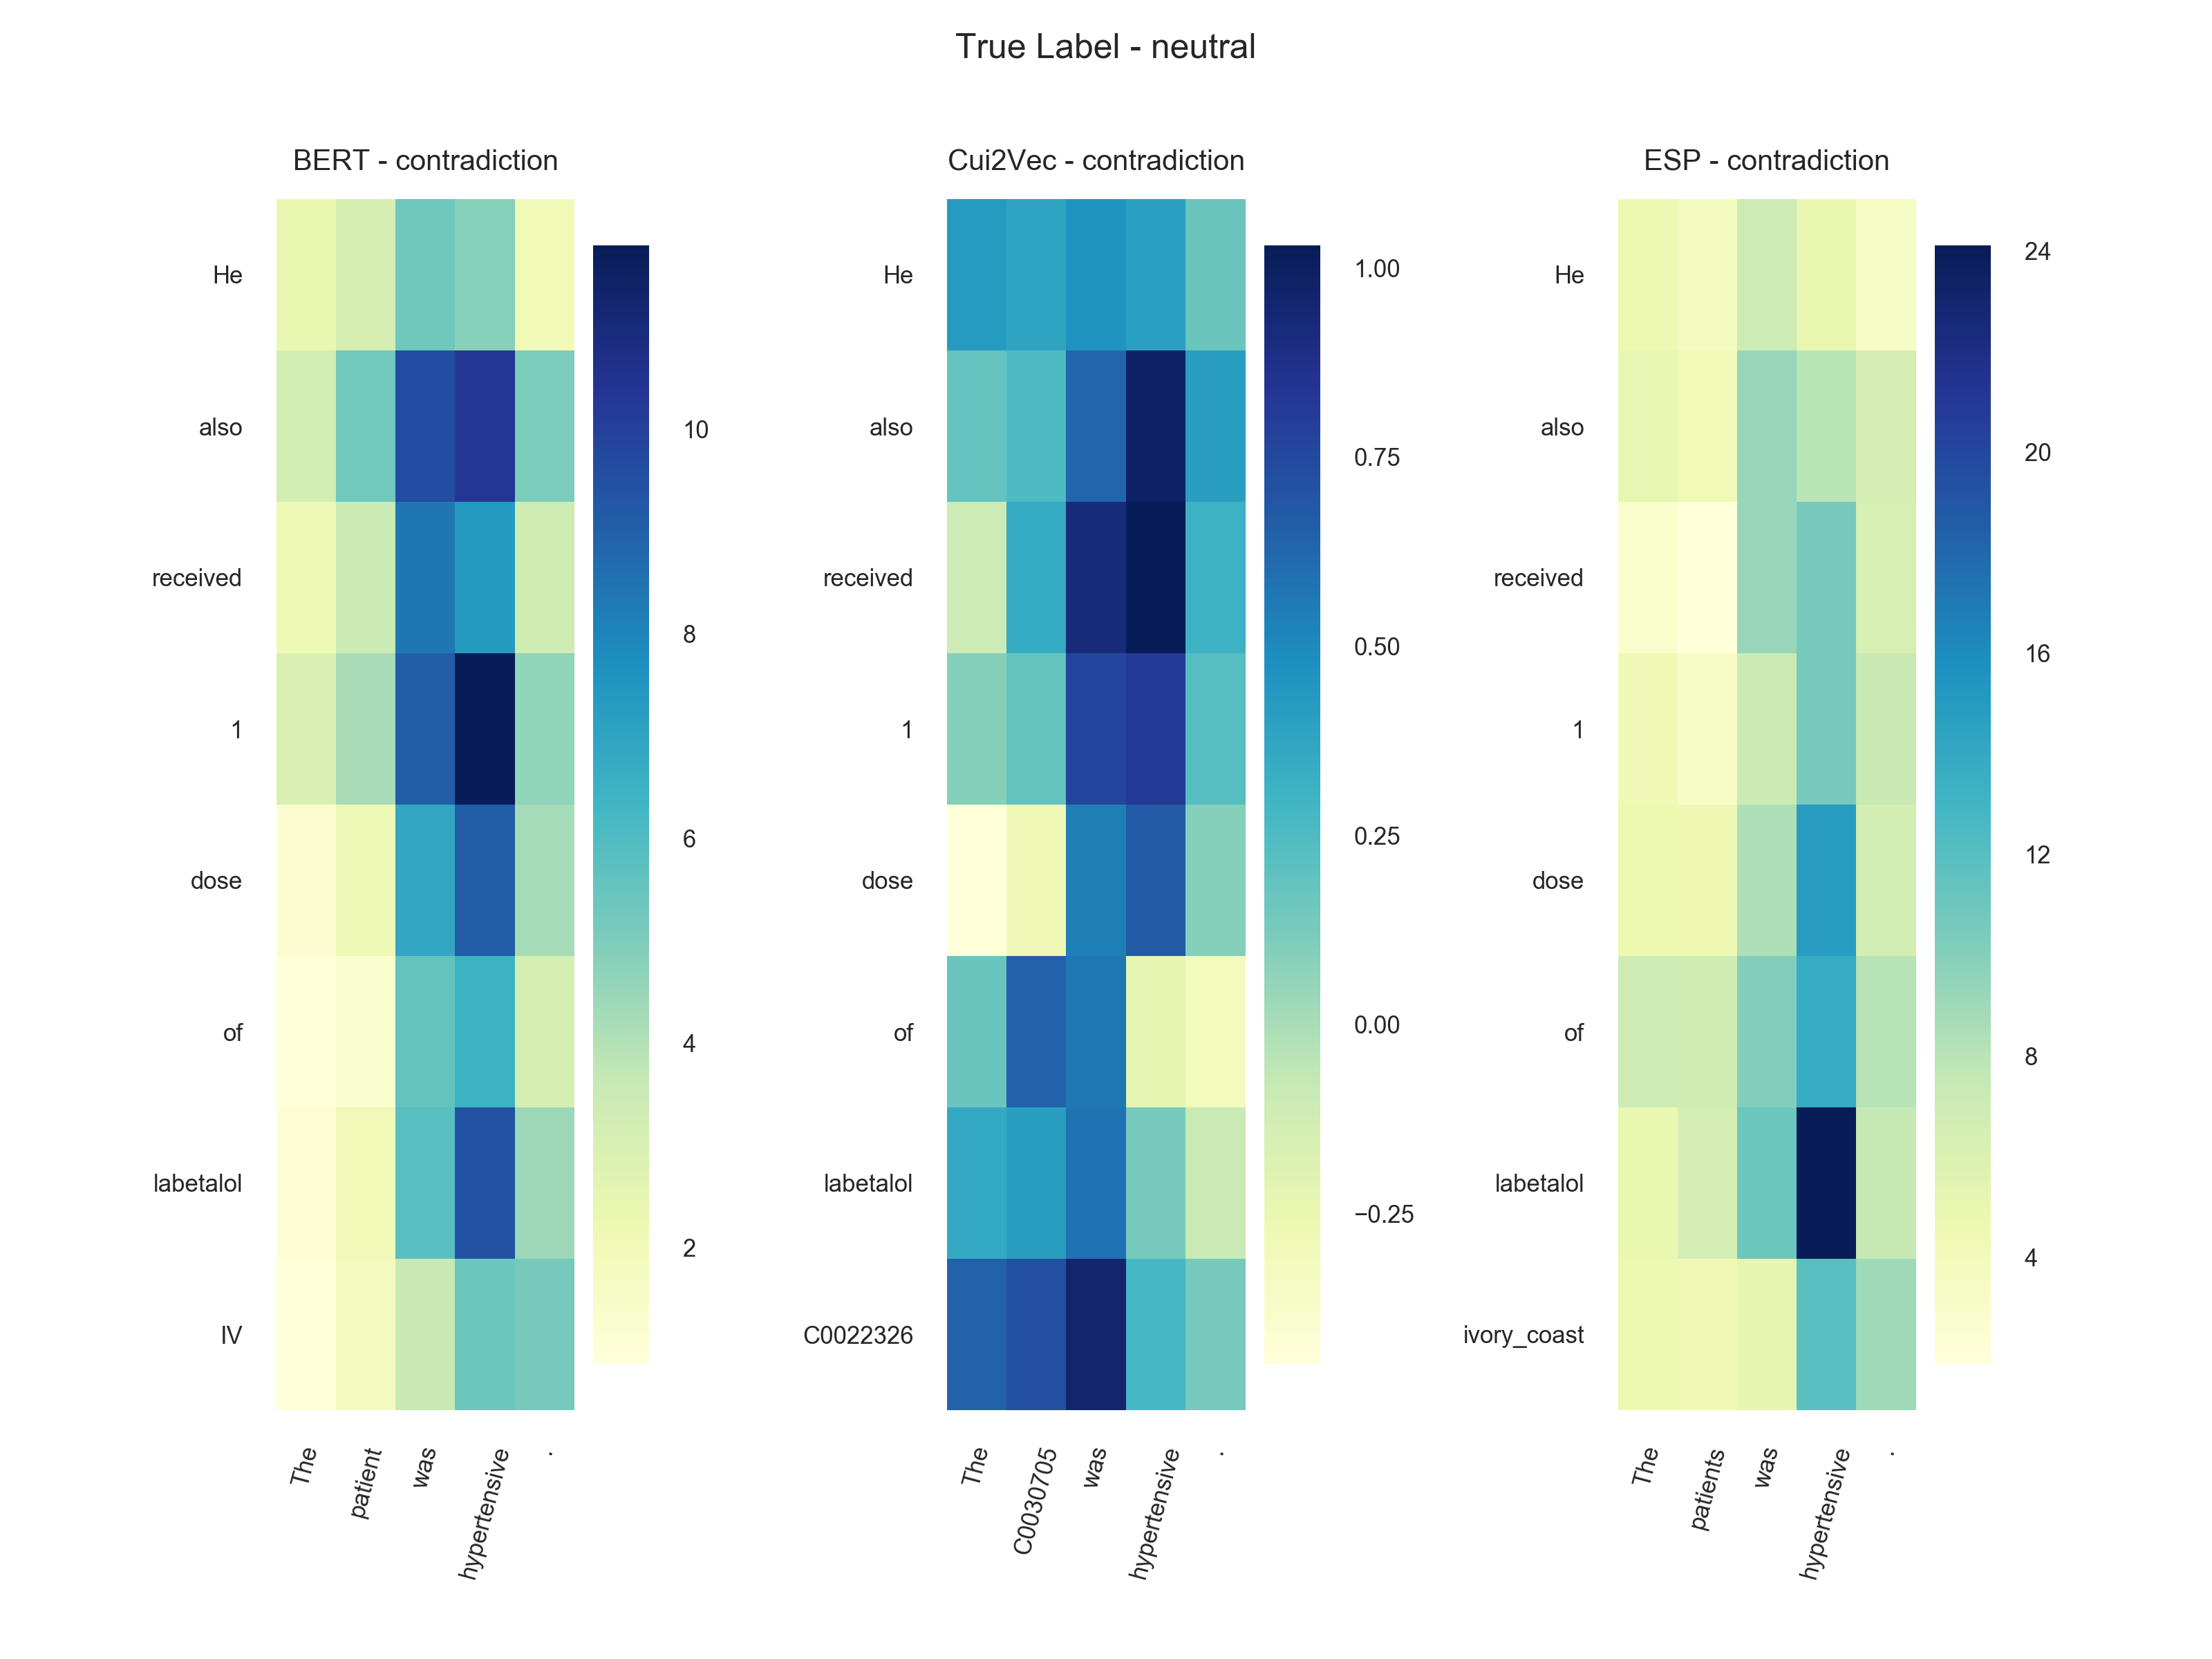 True Label - neutral
BERT - contradiction
He
also
received
1
dose
of
labetalol
IV
The
patient
was
hypertensive
.
10
8
6
4
2
Cui2Vec - contradiction
He
also
received
1
dose
of
labetalol
C0022326
The
C0030705
was
hypertensive
.
1.00
0.75
0.50
0.25
0.00
−0.25
ESP - contradiction
He
also
received
1
dose
of
labetalol
ivory_coast
The
patients
was
hypertensive
.
24
20
16
12
8
4